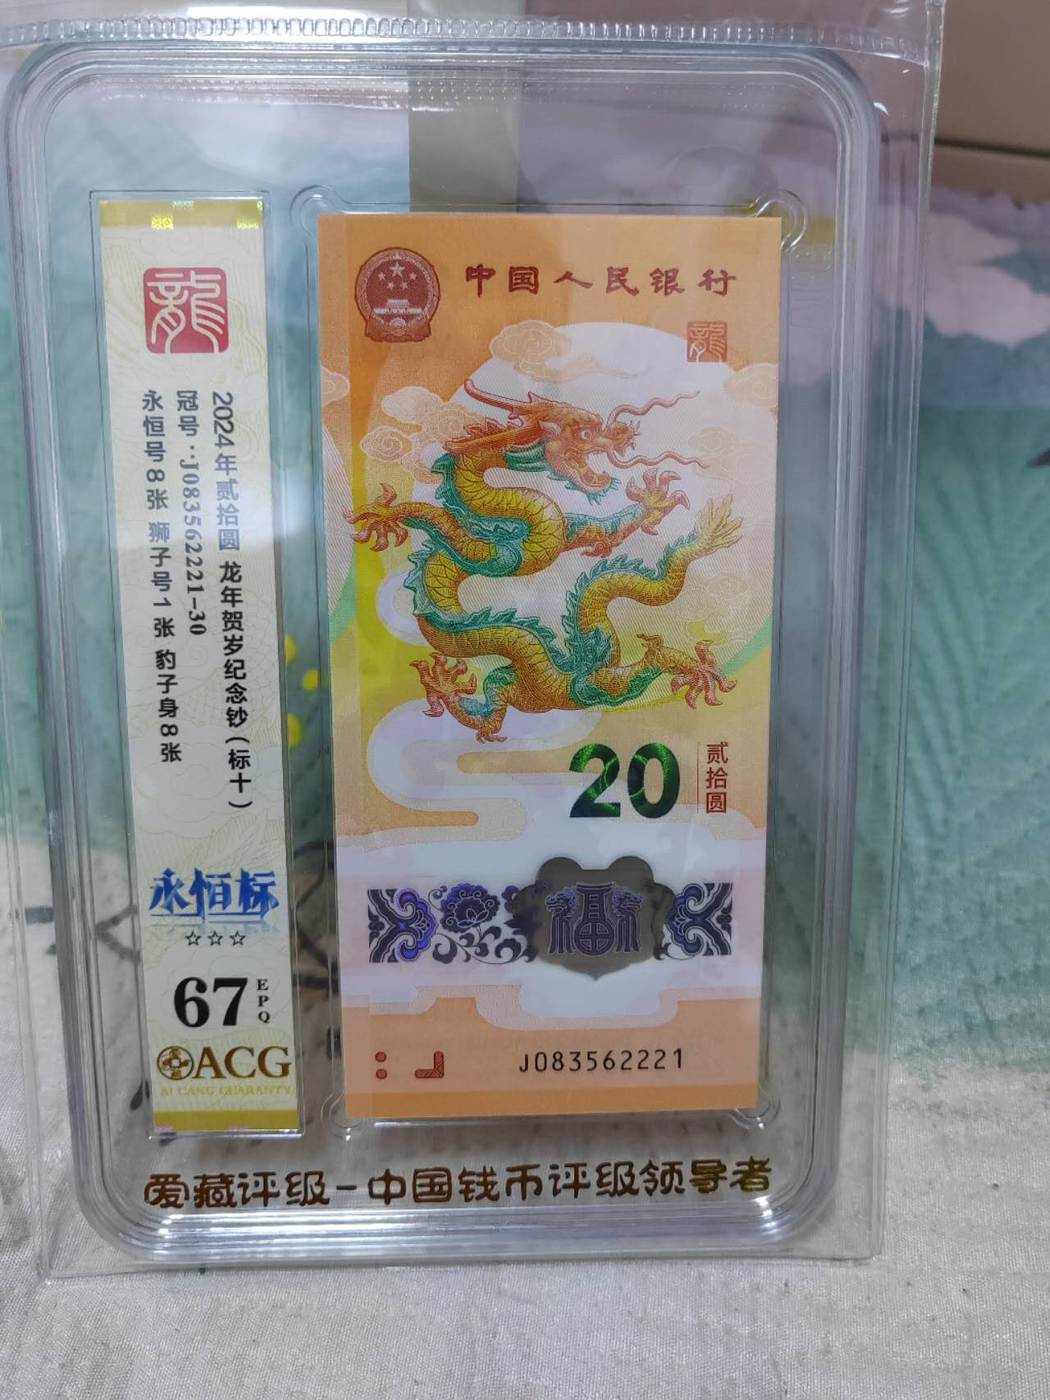 龍
2024年贰拾圆 龙年贺岁纪念钞(标十)
冠号:J083562221-30
永恒号8张 狮子号1张 豹子身8张
永恒标
☆☆☆
67
EPQ
ACG
AI CANG GUARANTY
中国人民银行
龍
20
贰拾圆
福
J083562221
爱藏评级-中国钱币评级领导者